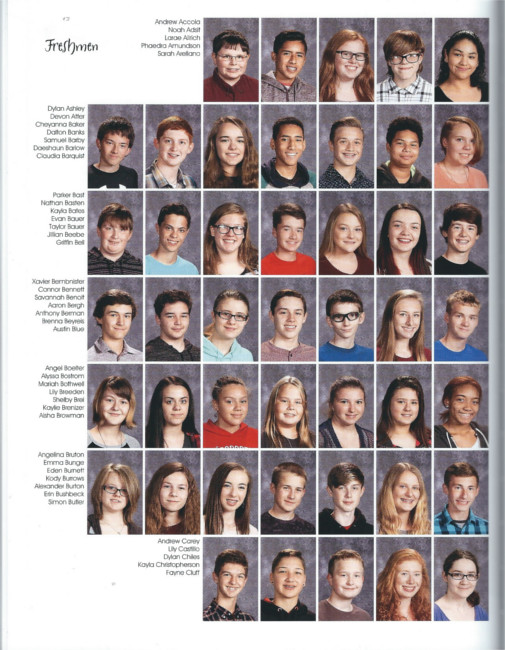 Freshmen
Andrew Accola
Noah Adsit
Larae Alrich
Phaedra Amundson
Sarah Arellano
Dylan Ashley
Devon Atter
Cheyanna Baker
Dalton Banks
Samuel Barby
Daeshaun Barlow
Claudia Barquist
Parker Bast
Nathan Basten
Kayla Bates
Evan Bauer
Taylor Bauer
Jillian Beebe
Griffin Bell
Xavier Bembnister
Connor Bennett
Savannah Benoit
Aaron Bergh
Anthony Berman
Brenna Beyreis
Austin Blue
Angel Boelter
Alyssa Bostrom
Mariah Bothwell
Lily Breeden
Shelby Brei
Kaylie Brenizer
Aisha Browman
Angelina Bruton
Emma Bunge
Eden Burnett
Kody Burrows
Alexander Burton
Erin Bushbeck
Simon Butler
Andrew Carey
Lily Castillo
Dylan Chiles
Kayla Christopherson
Fayne Cluff